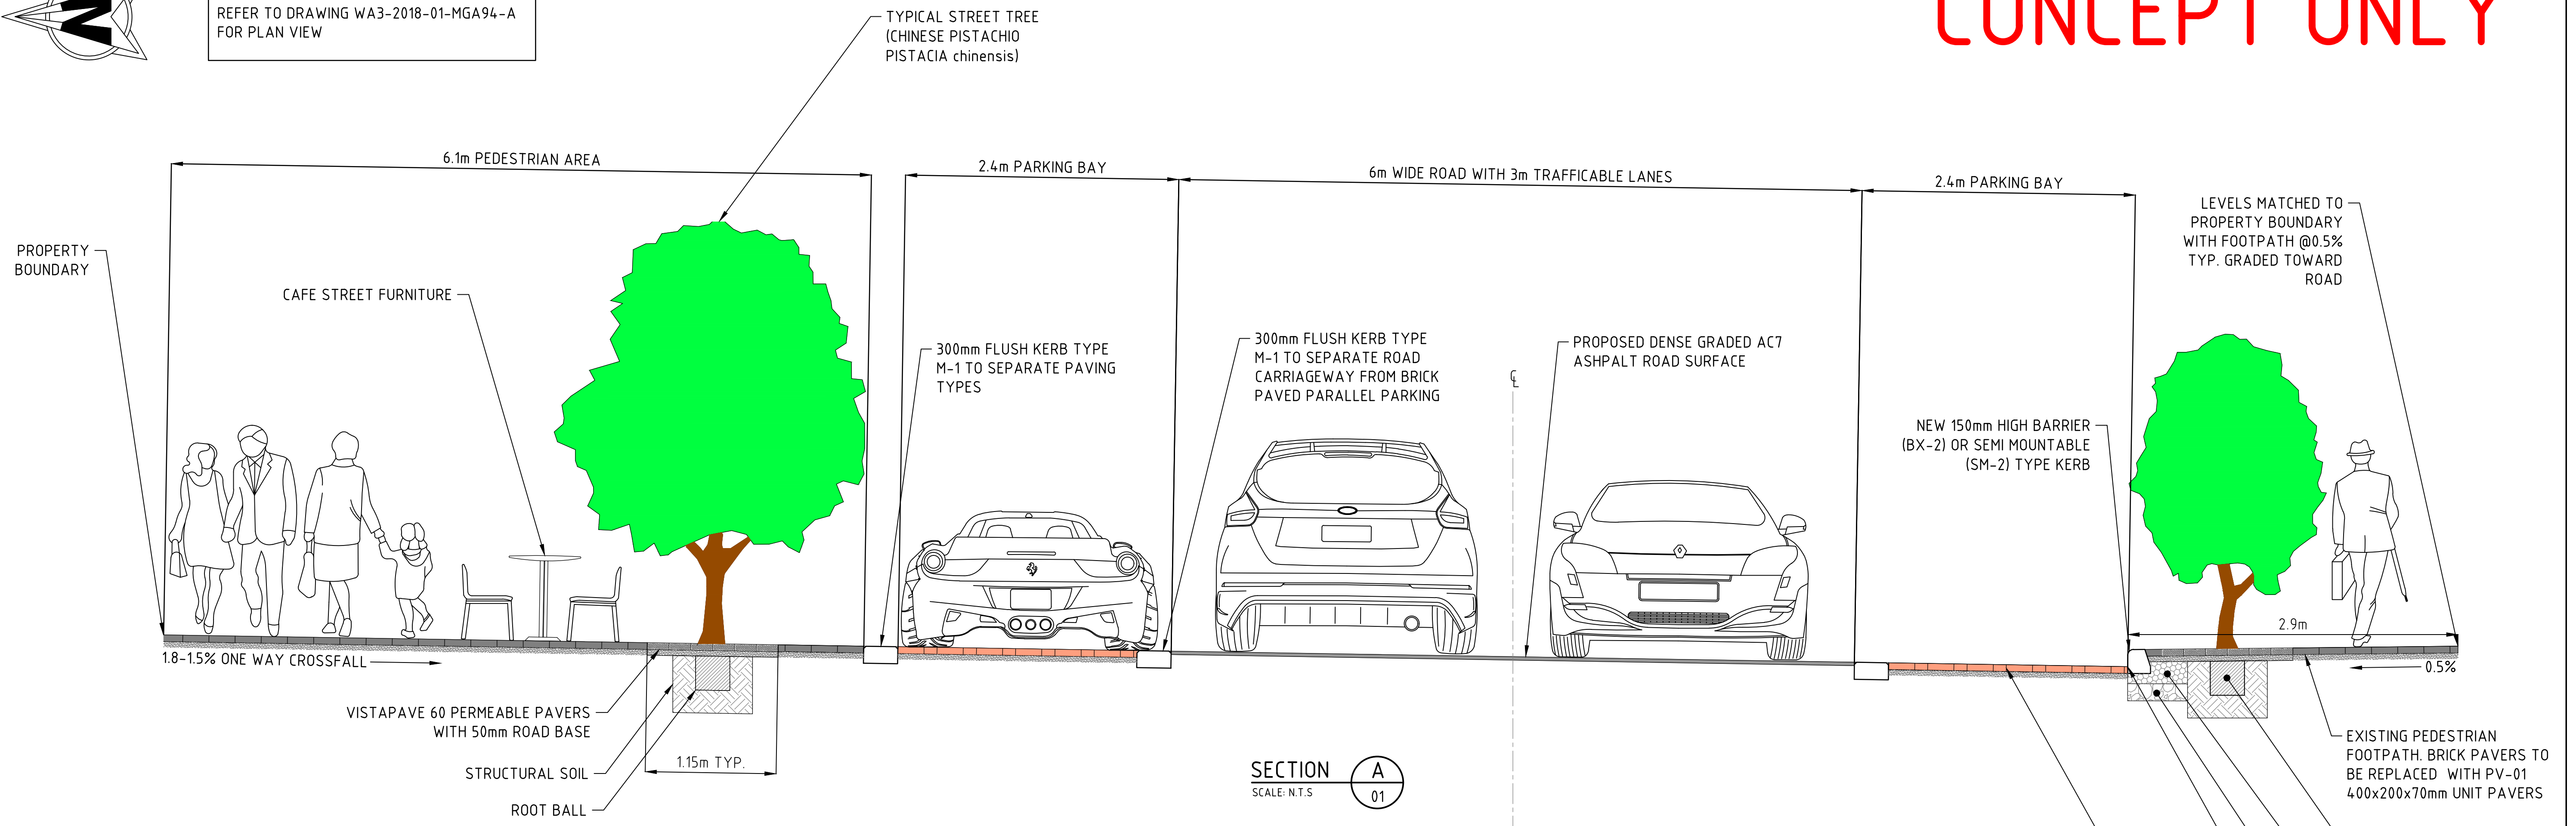 N
REFER TO DRAWING WA3-2018-01-MGA94-A
FOR PLAN VIEW
TYPICAL STREET TREE
(CHINESE PISTACHIO
PISTACIA chinensis)
CONCEPT ONLY
6.1m PEDESTRIAN AREA
2.4m PARKING BAY
6m WIDE ROAD WITH 3m TRAFFICABLE LANES
2.4m PARKING BAY
LEVELS MATCHED TO
PROPERTY BOUNDARY
WITH FOOTPATH @0.5%
TYP. GRADED TOWARD
ROAD
PROPERTY
BOUNDARY
CAFE STREET FURNITURE
300mm FLUSH KERB TYPE
M-1 TO SEPARATE PAVING
TYPES
300mm FLUSH KERB TYPE
M-1 TO SEPARATE ROAD
CARRIAGEWAY FROM BRICK
PAVED PARALLEL PARKING
PROPOSED DENSE GRADED AC7
ASHPALT ROAD SURFACE
CL
NEW 150mm HIGH BARRIER
(BX-2) OR SEMI MOUNTABLE
(SM-2) TYPE KERB
2.9m
1.8-1.5% ONE WAY CROSSFALL
0.5%
VISTAPAVE 60 PERMEABLE PAVERS
WITH 50mm ROAD BASE
STRUCTURAL SOIL
ROOT BALL
1.15m TYP.
SECTION
SCALE: N.T.S
A
01
EXISTING PEDESTRIAN
FOOTPATH. BRICK PAVERS TO
BE REPLACED WITH PV-01
400x200x70mm UNIT PAVERS